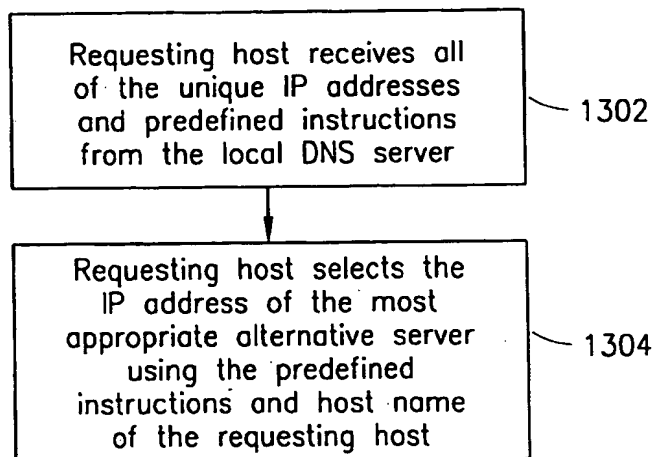 Requesting host receives all
of the unique IP addresses
and predefined instructions
from the local DNS server
1302
Requesting host selects the
IP address of the most
appropriate alternative server
using the predefined
instructions and host name
of the requesting host
1304